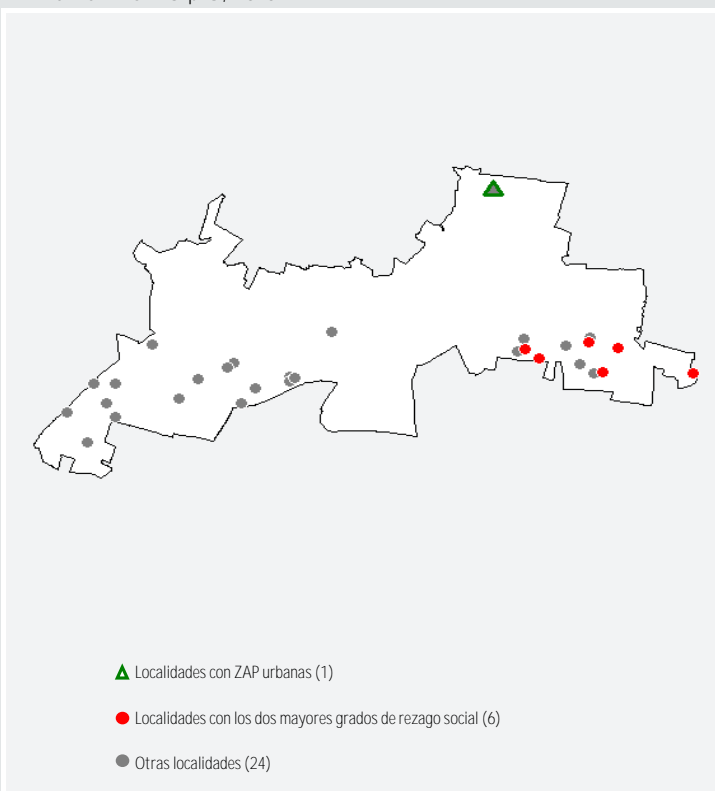 Localidades con ZAP urbanas (1)
Localidades con los dos mayores grados de rezago social (6)
Otras localidades (24)